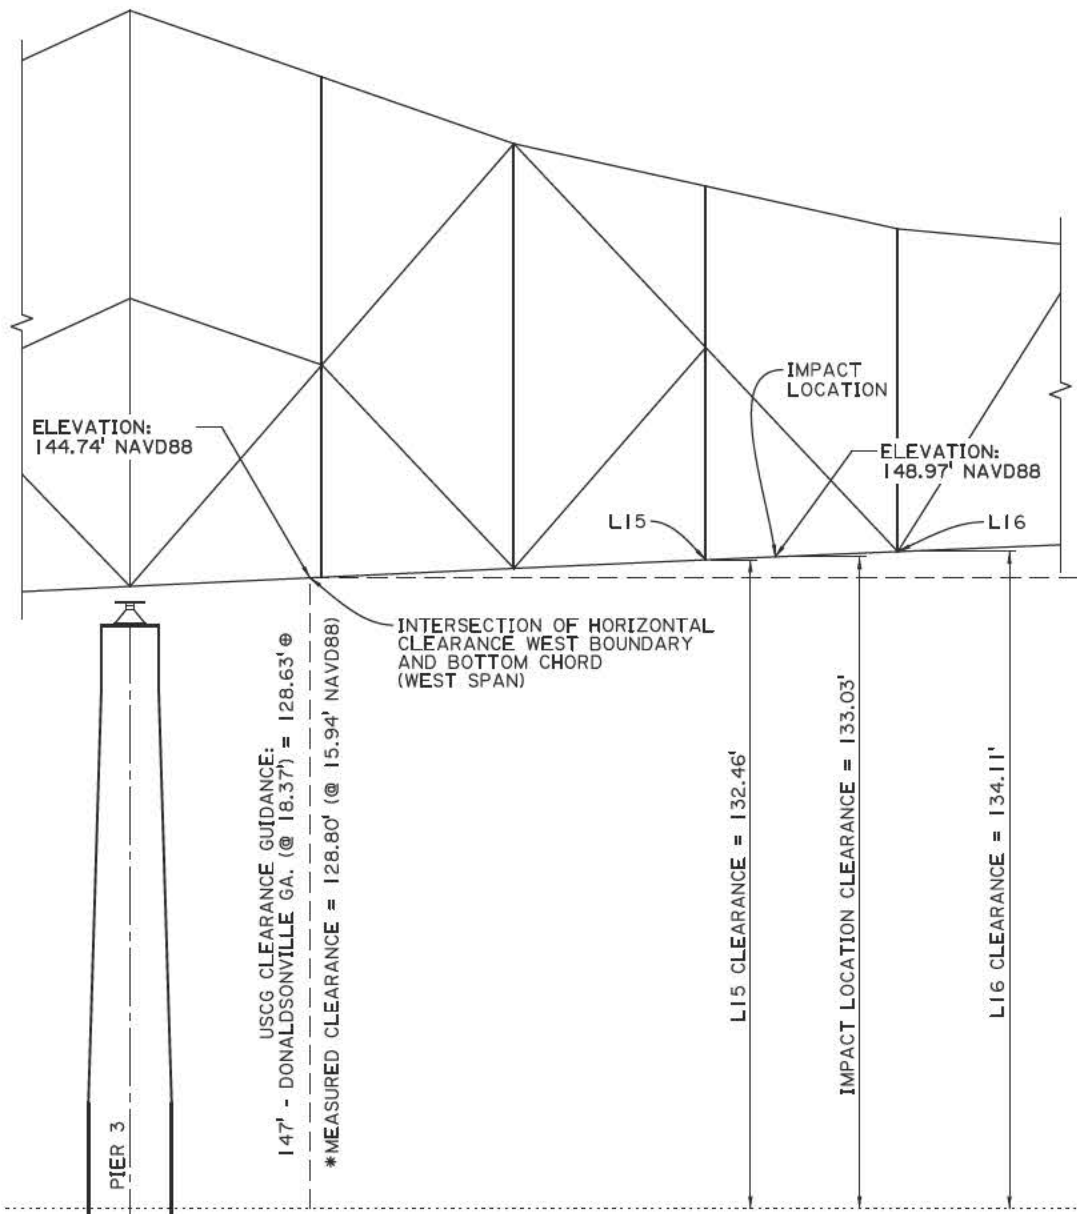 IMPACT
LOCATION
ELEVATION:
144.74' NAVD88
ELEVATION:
148.97' NAVD88
L15
L16
INTERSECTION OF HORIZONTAL
CLEARANCE WEST BOUNDARY
AND BOTTOM CHORD
(WEST SPAN)
USCG CLEARANCE GUIDANCE:
147' - DONALDSONVILLE GA. (@ 18.37') = 128.63' ⊕
*MEASURED CLEARANCE = 128.80' (@ 15.94' NAVD88)
L15 CLEARANCE = 132.46'
IMPACT LOCATION CLEARANCE = 133.03'
L16 CLEARANCE = 134.11'
PIER 3